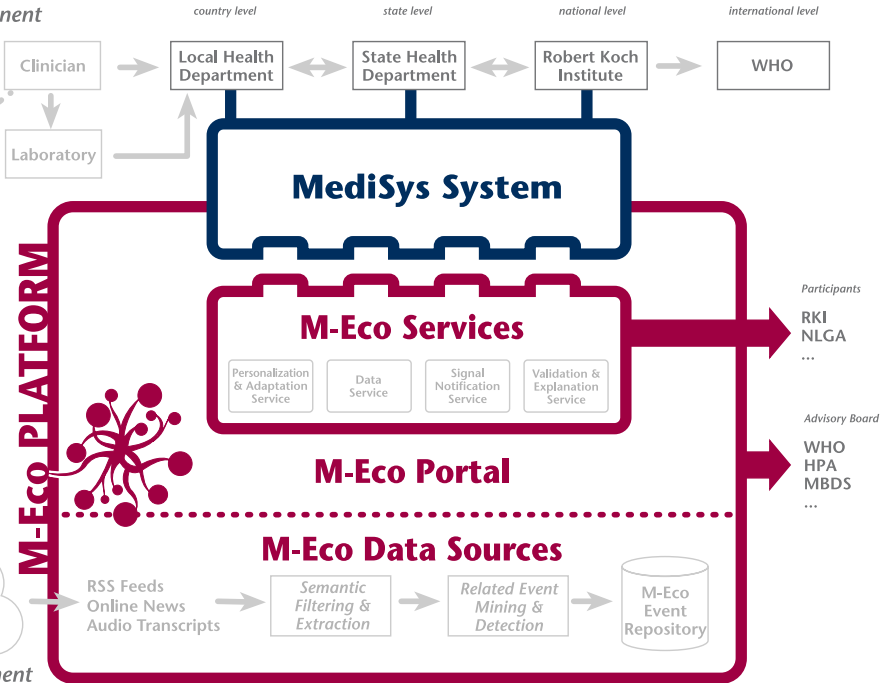 country level
state level
national level
international level
Clinician
Local Health
Department
State Health
Department
Robert Koch
Institute
WHO
Laboratory
MediSys System
M-Eco PLATFORM
M-Eco Services
Personalization
& Adaptation
Service
Data
Service
Signal
Notification
Service
Validation &
Explanation
Service
Participants
RKI
NLGA
...
M-Eco Portal
Advisory Board
WHO
HPA
MBDS
...
M-Eco Data Sources
RSS Feeds
Online News
Audio Transcripts
Semantic
Filtering &
Extraction
Related Event
Mining &
Detection
M-Eco
Event
Repository